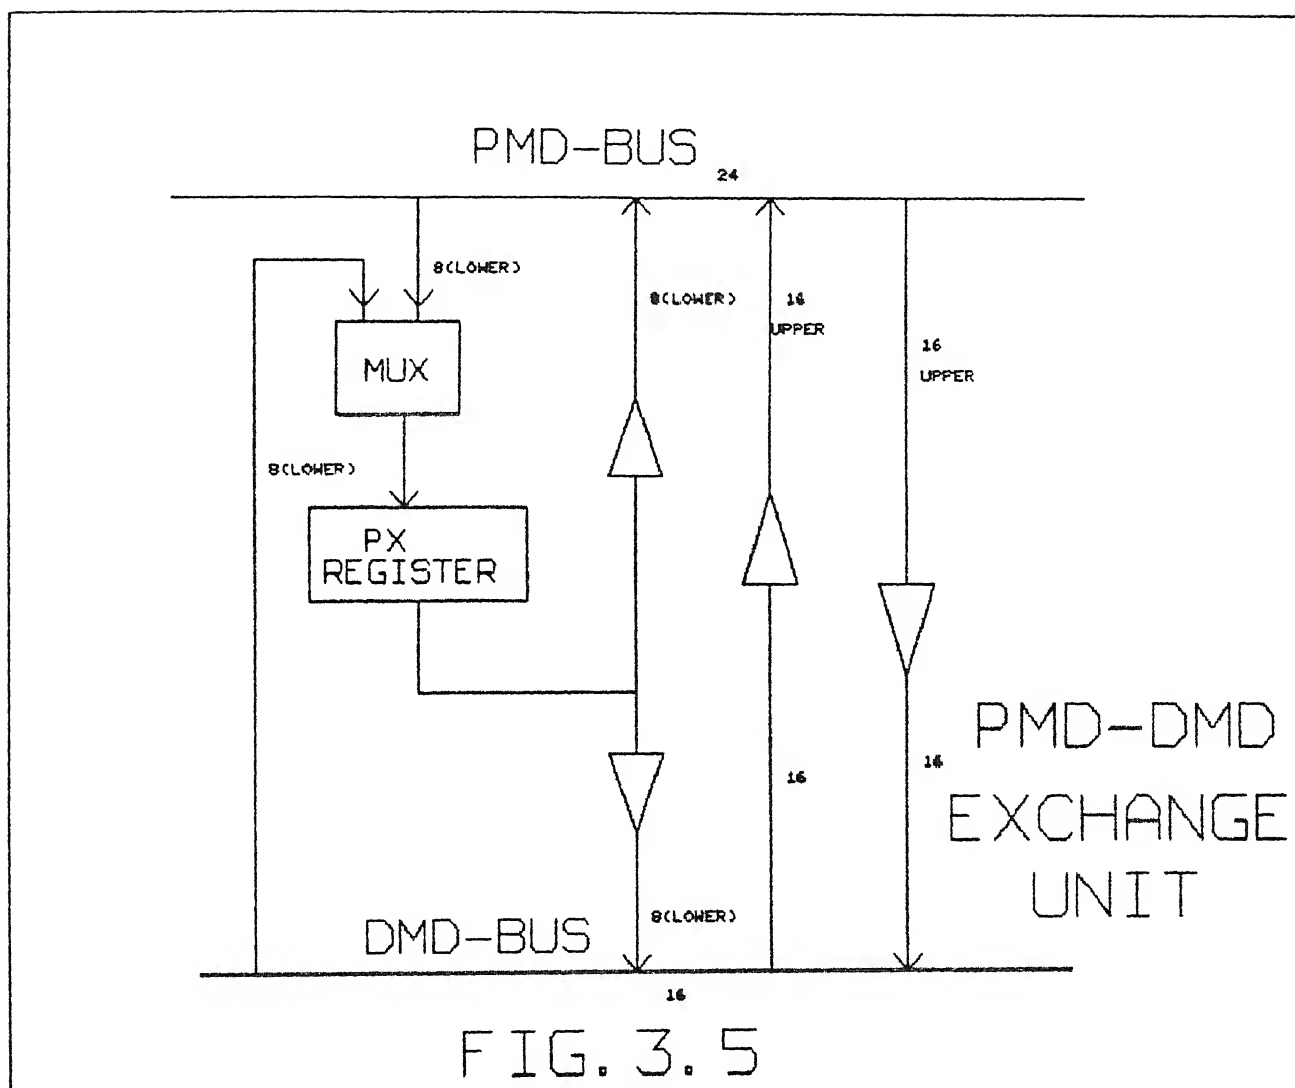 PMD-BUS
24
8(LOWER)
8(LOWER)
16
UPPER
16
UPPER
MUX
8(LOWER)
PX
REGISTER
PMD-DMD
EXCHANGE
UNIT
16
16
8(LOWER)
DMD-BUS
16
FIG. 3. 5